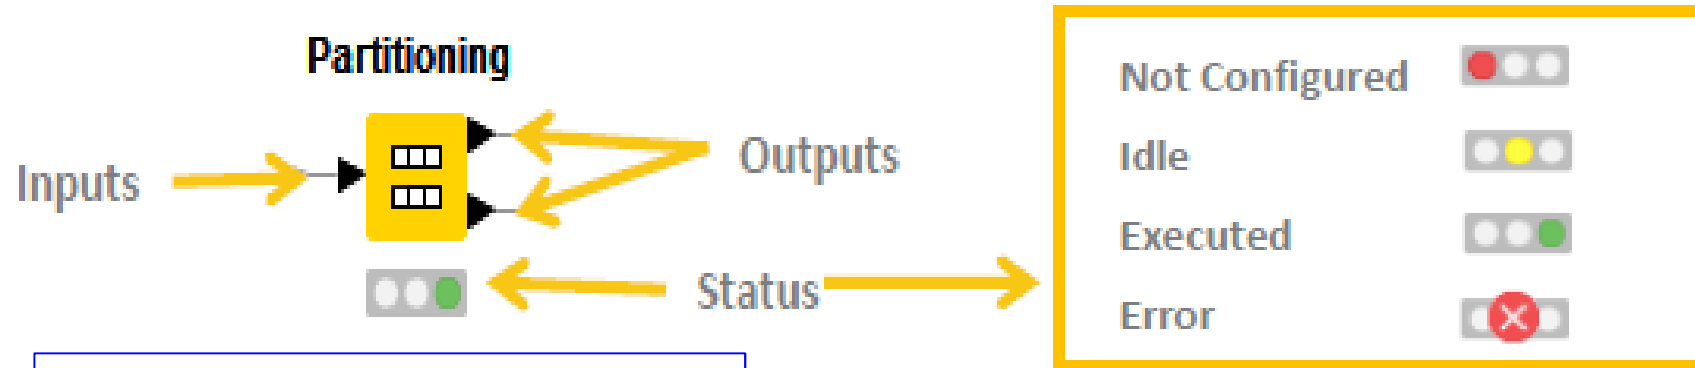 Partitioning
Inputs
Outputs
Status
Not Configured
Idle
Executed
Error